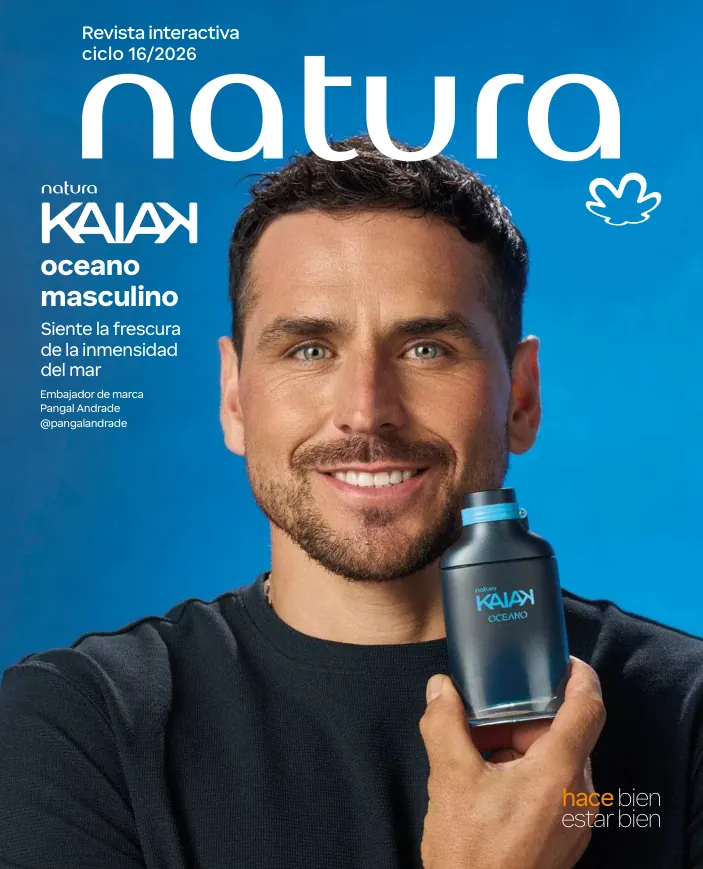 Revista interactiva
ciclo 16/2026
natura
natura
KAIAK
oceano
masculino
Siente la frescura
de la inmensidad
del mar
Embajador de marca
Pangal Andrade
@pangalandrade
natura
KAIAK
OCEANO
hace bien
estar bien